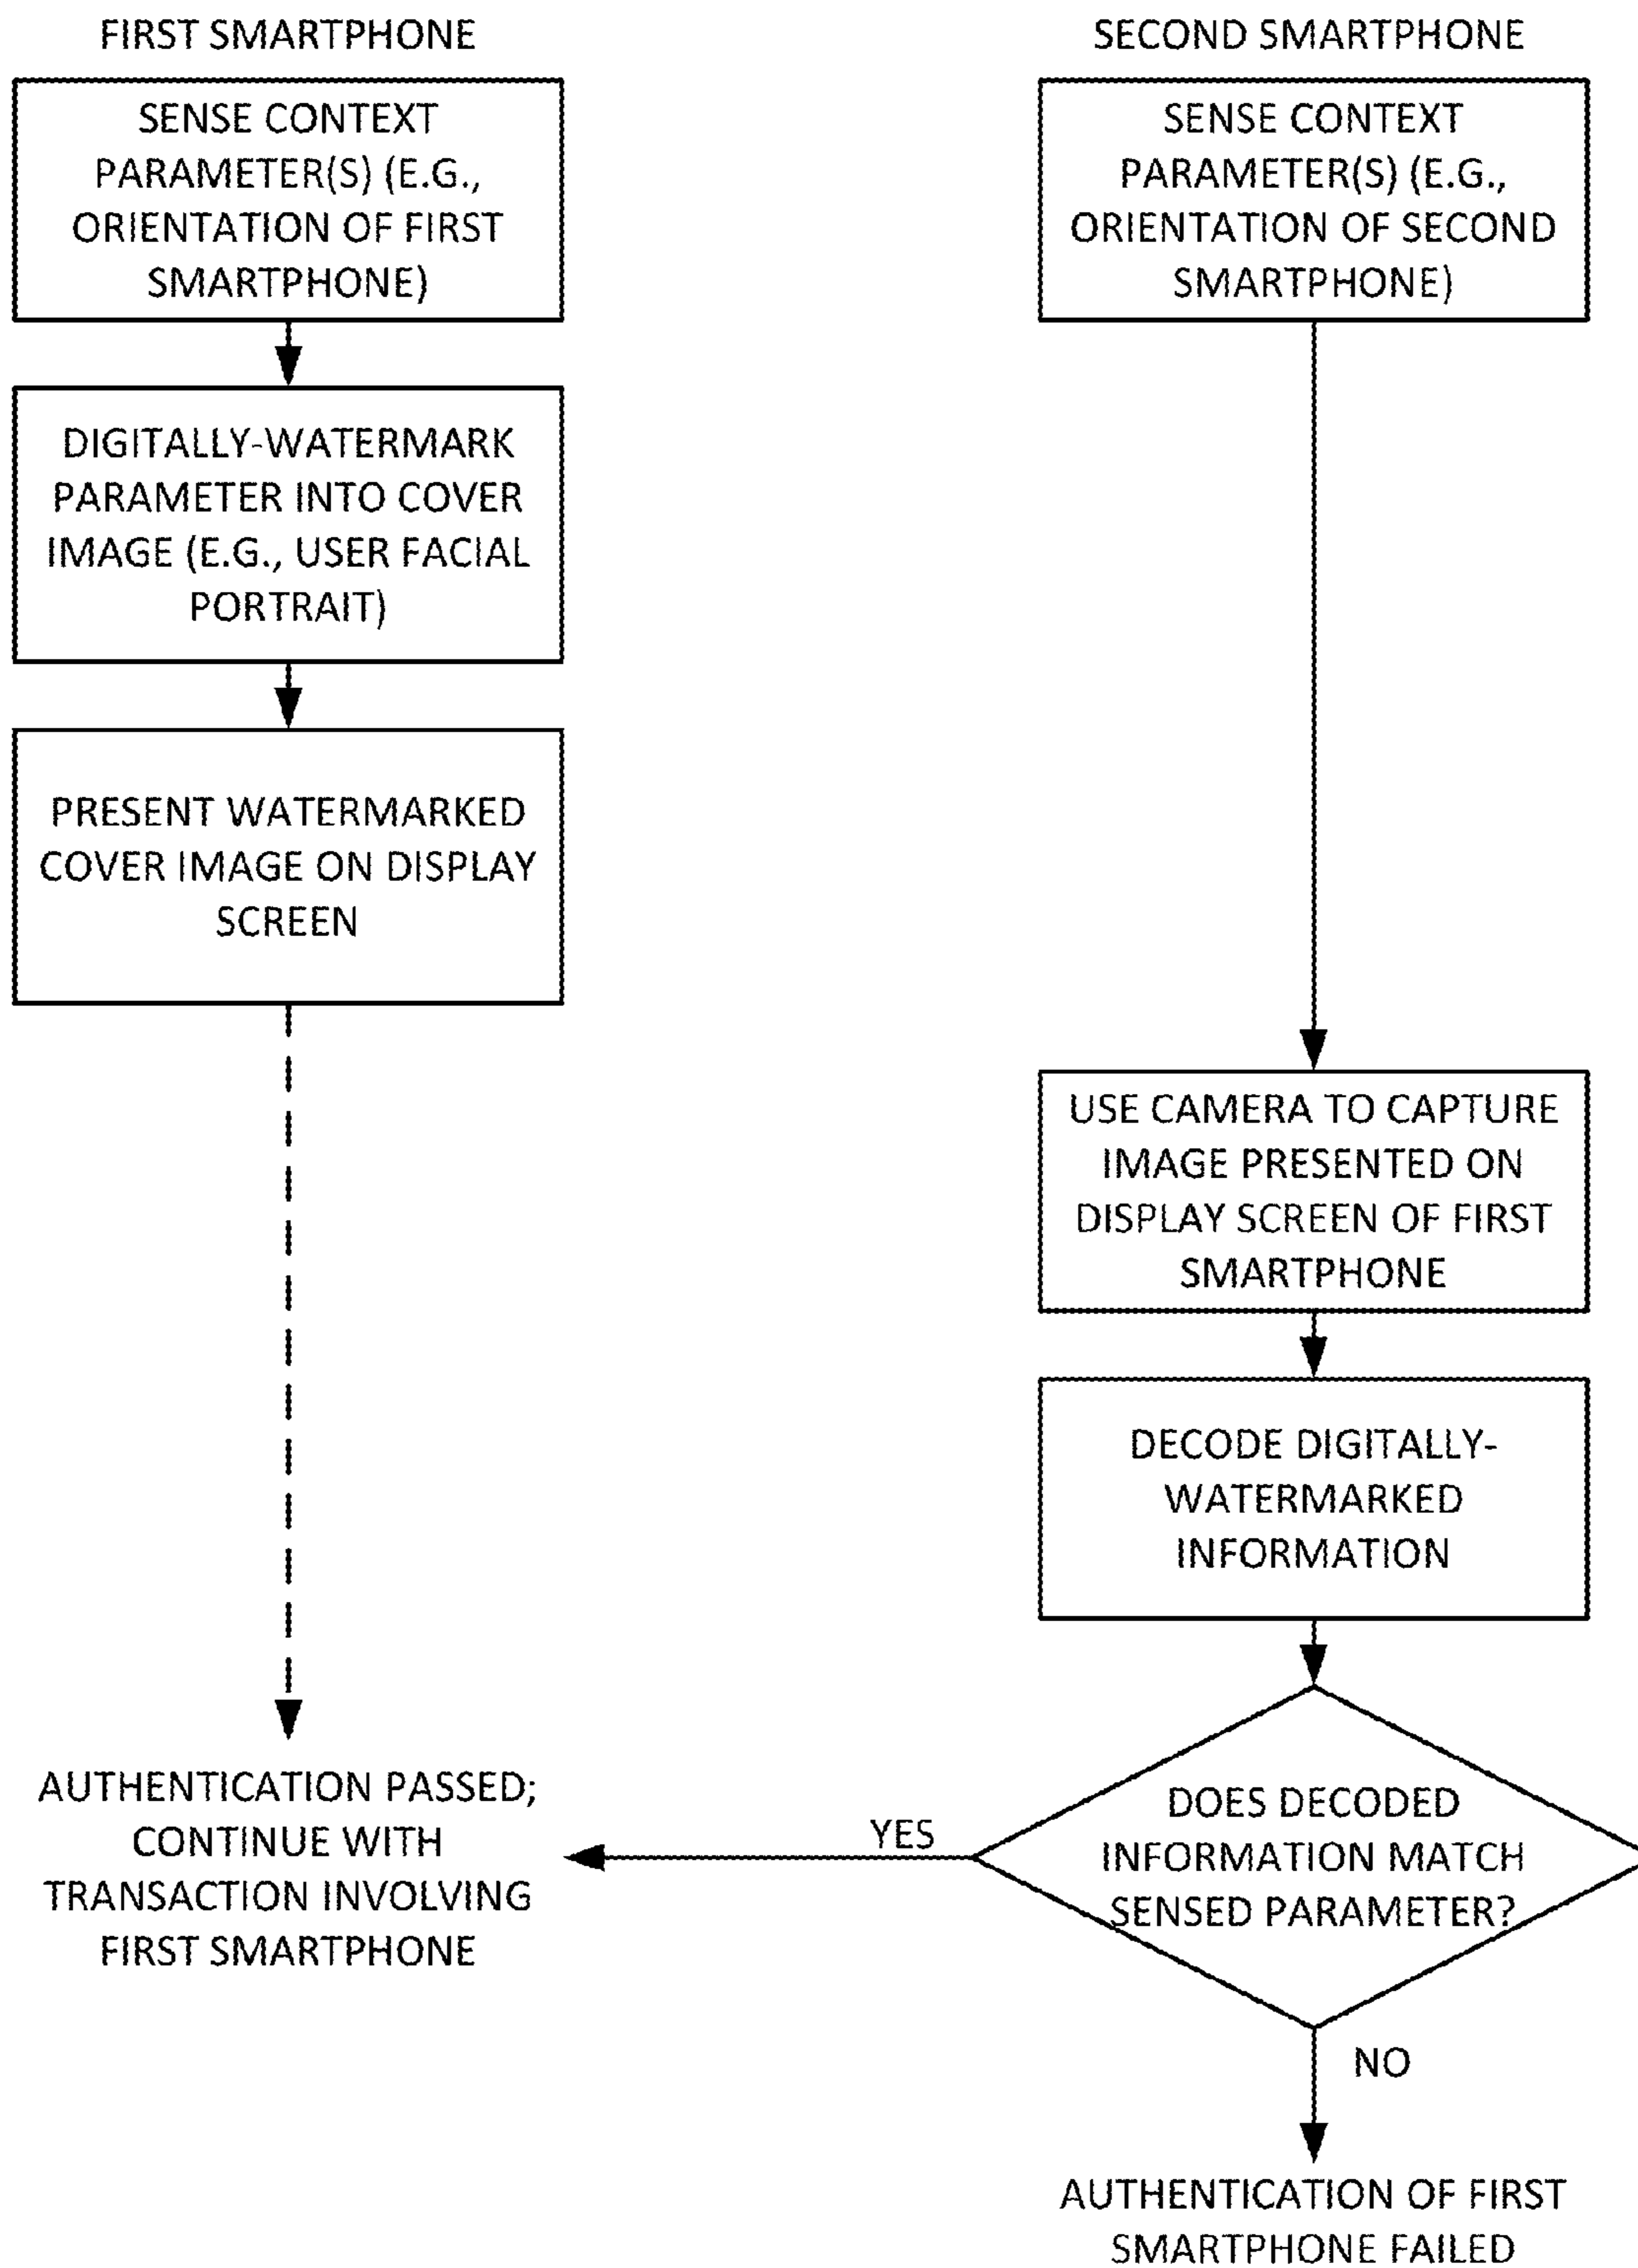 FIRST SMARTPHONE
SENSE CONTEXT
PARAMETER(S) (E.G.,
ORIENTATION OF FIRST
SMARTPHONE)
DIGITALLY-WATERMARK
PARAMETER INTO COVER
IMAGE (E.G., USER FACIAL
PORTRAIT)
PRESENT WATERMARKED
COVER IMAGE ON DISPLAY
SCREEN
AUTHENTICATION PASSED;
CONTINUE WITH
TRANSACTION INVOLVING
FIRST SMARTPHONE
SECOND SMARTPHONE
SENSE CONTEXT
PARAMETER(S) (E.G.,
ORIENTATION OF SECOND
SMARTPHONE)
USE CAMERA TO CAPTURE
IMAGE PRESENTED ON
DISPLAY SCREEN OF FIRST
SMARTPHONE
DECODE DIGITALLY-
WATERMARKED
INFORMATION
DOES DECODED
INFORMATION MATCH
SENSED PARAMETER?
YES
NO
AUTHENTICATION OF FIRST
SMARTPHONE FAILED